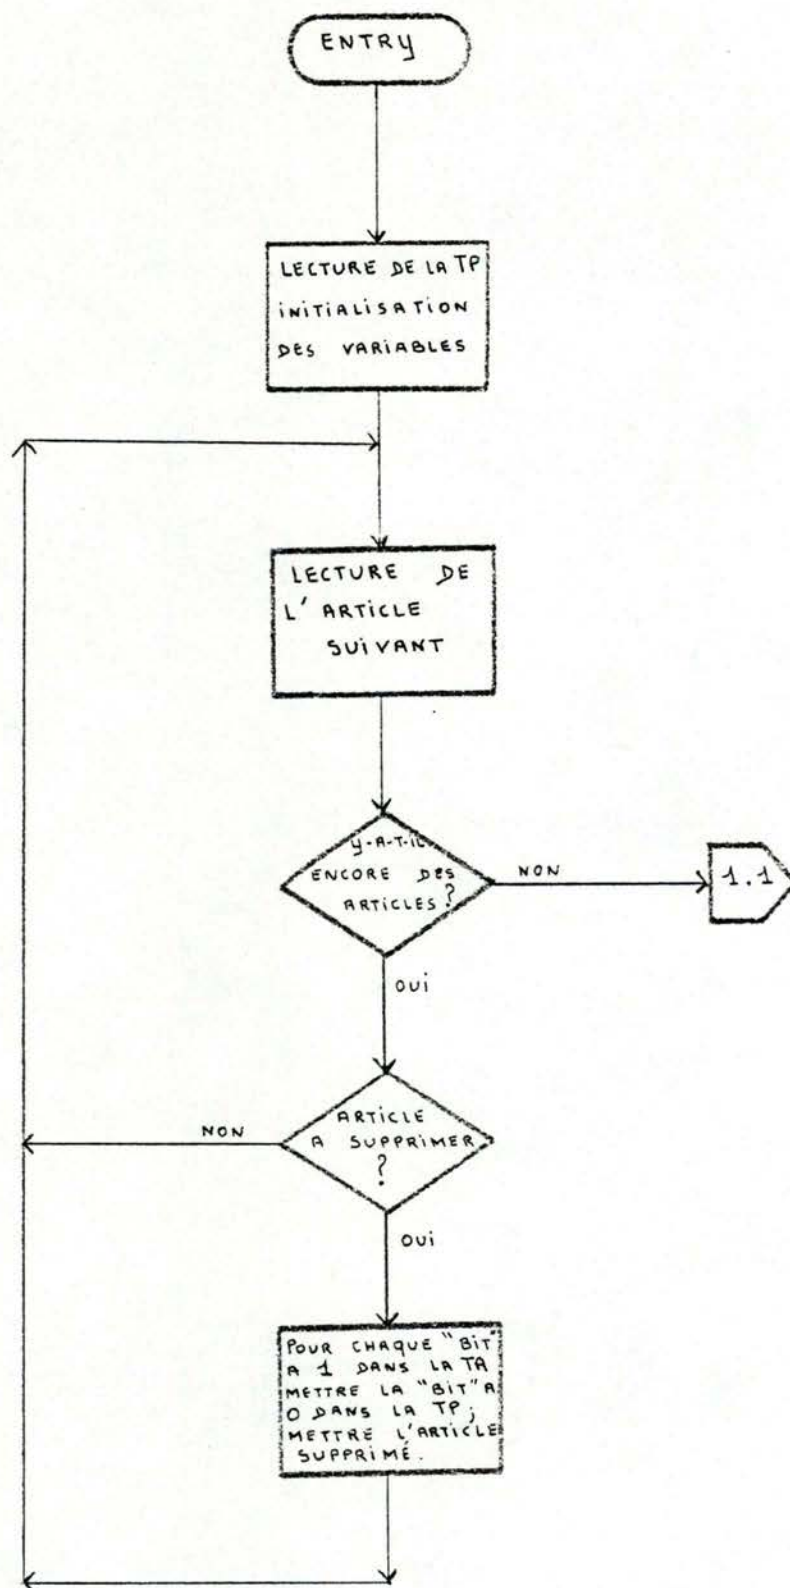 ENTRY
LECTURE DE LA TP
INITIALISATION
DES VARIABLES
LECTURE DE
L'ARTICLE
SUIVANT
Y-A-T-IL
ENCORE DES
ARTICLES ?
NON
1.1
OUI
ARTICLE
A SUPPRIMER
?
NON
OUI
POUR CHAQUE "BIT"
A 1 DANS LA TA
METTRE LA "BIT" A
0 DANS LA TP;
METTRE L'ARTICLE
SUPPRIMÉ.